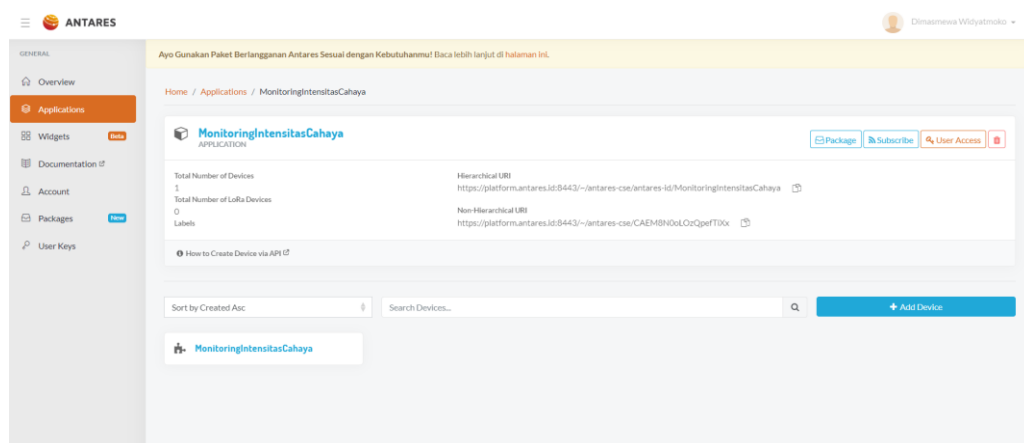 ANTARES
Dimasmewa Widyatmoko
GENERAL
Overview
Applications
Widgets Beta
Documentation
Account
Packages New
User Keys
Ayo Gunakan Paket Berlangganan Antares Sesuai dengan Kebutuhanmu! Baca lebih lanjut di halaman ini.
Home / Applications / MonitoringIntensitasCahaya
MonitoringIntensitasCahaya
APPLICATION
Package Subscribe User Access
Total Number of Devices
1
Total Number of LoRa Devices
0
Labels
Hierarchical URI
https://platform.antares.id:8443/~/antares-cse/antares-id/MonitoringIntensitasCahaya
Non-Hierarchical URI
https://platform.antares.id:8443/~/antares-cse/CAEM8N0oLOzQpefTiXx
How to Create Device via API
Sort by Created Asc
Search Devices...
+ Add Device
MonitoringIntensitasCahaya